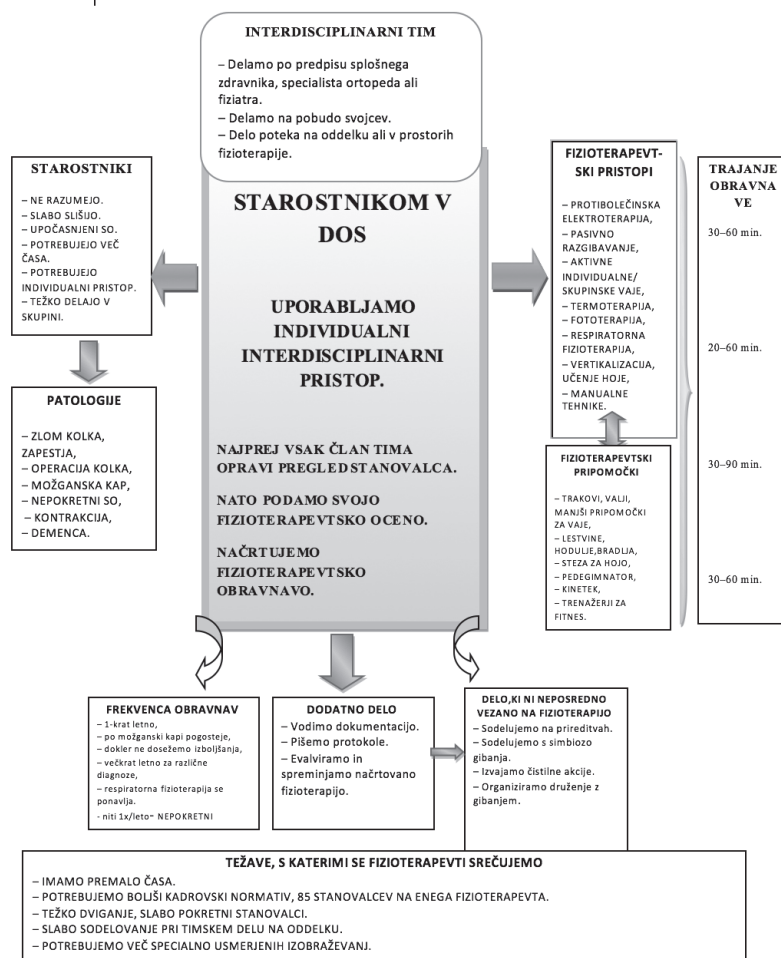 INTERDISCIPLINARNI TIM
– Delamo po predpisu splošnega
zdravnika, specialista ortopeda ali
fiziatra.
– Delamo na pobudo svojcev.
– Delo poteka na oddelku ali v prostorih
fizioterapije.
STAROSTNIKOM V
DOS
UPORABLJAMO
INDIVIDUALNI
INTERDISCIPLINARNI
PRISTOP.
NAJPREJ VSAK ČLAN TIMA
OPRAVI PREGLED STANOVALCA.
NATO PODAMO SVOJO
FIZIOTERAPEVTSKO OCENO.
NAČRTUJEMO
FIZIOTERAPEVTSKO
OBRAVNAVO.
STAROSTNIKI
– NE RAZUMEJO.
– SLABO SLIŠIJO.
– UPOČASNJENI SO.
– POTREBUJEJO VEČ
ČASA.
– POTREBUJEJO
INDIVIDUALNI PRISTOP.
– TEŽKO DELAJO V
SKUPINI.
PATOLOGIJE
– ZLOM KOLKA,
ZAPESTJA,
– OPERACIJA KOLKA,
– MOŽGANSKA KAP,
– NEPOKRETNI SO,
– KONTRAKCIJA,
– DEMENCA.
FIZIOTERAPEVT-
SKI PRISTOPI
– PROTIBOLEČINSKA
ELEKTROTERAPIJA,
– PASIVNO
RAZGIBAVANJE,
– AKTIVNE
INDIVIDUALNE/
SKUPINSKE VAJE,
– TERMOTERAPIJA,
– FOTOTERAPIJA,
– RESPIRATORNA
FIZIOTERAPIJA,
– VERTIKALIZACIJA,
UČENJE HOJE,
– MANUALNE
TEHNIKE.
FIZIOTERAPEVTSKI
PRIPOMOČKI
– TRAKOVI, VALJI,
MANJŠI PRIPOMOČKI
ZA VAJE,
– LESTVINE,
HODULJE,BRADLJA,
– STEZA ZA HOJO,
– PEDEGIMNATOR,
– KINETEK,
– TRENAŽERJI ZA
FITNES.
TRAJANJE
OBRAVNA
VE
30–60 min.
20–60 min.
30–90 min.
30–60 min.
FREKVENCA OBRAVNAV
– 1-krat letno,
– po možganski kapi pogosteje,
– dokler ne dosežemo izboljšanja,
– večkrat letno za različne
diagnoze,
– respiratorna fizioterapija se
ponavlja.
- niti 1x/leto– NEPOKRETNI
DODATNO DELO
– Vodimo dokumentacijo.
– Pišemo protokole.
– Evalviramo in
spreminjamo načrtovano
fizioterapijo.
DELO,KI NI NEPOSREDNO
VEZANO NA FIZIOTERAPIJO
– Sodelujemo na prireditvah.
– Sodelujemo s simbiozo
gibanja.
– Izvajamo čistilne akcije.
– Organiziramo druženje z
gibanjem.
TEŽAVE, S KATERIMI SE FIZIOTERAPEVTI SREČUJEMO
– IMAMO PREMALO ČASA.
– POTREBUJEMO BOLJŠI KADROVSKI NORMATIV, 85 STANOVALCEV NA ENEGA FIZIOTERAPEVTA.
– TEŽKO DVIGANJE, SLABO POKRETNI STANOVALCI.
– SLABO SODELOVANJE PRI TIMSKEM DELU NA ODDELKU.
– POTREBUJEMO VEČ SPECIALNO USMERJENIH IZOBRAŽEVANJ.